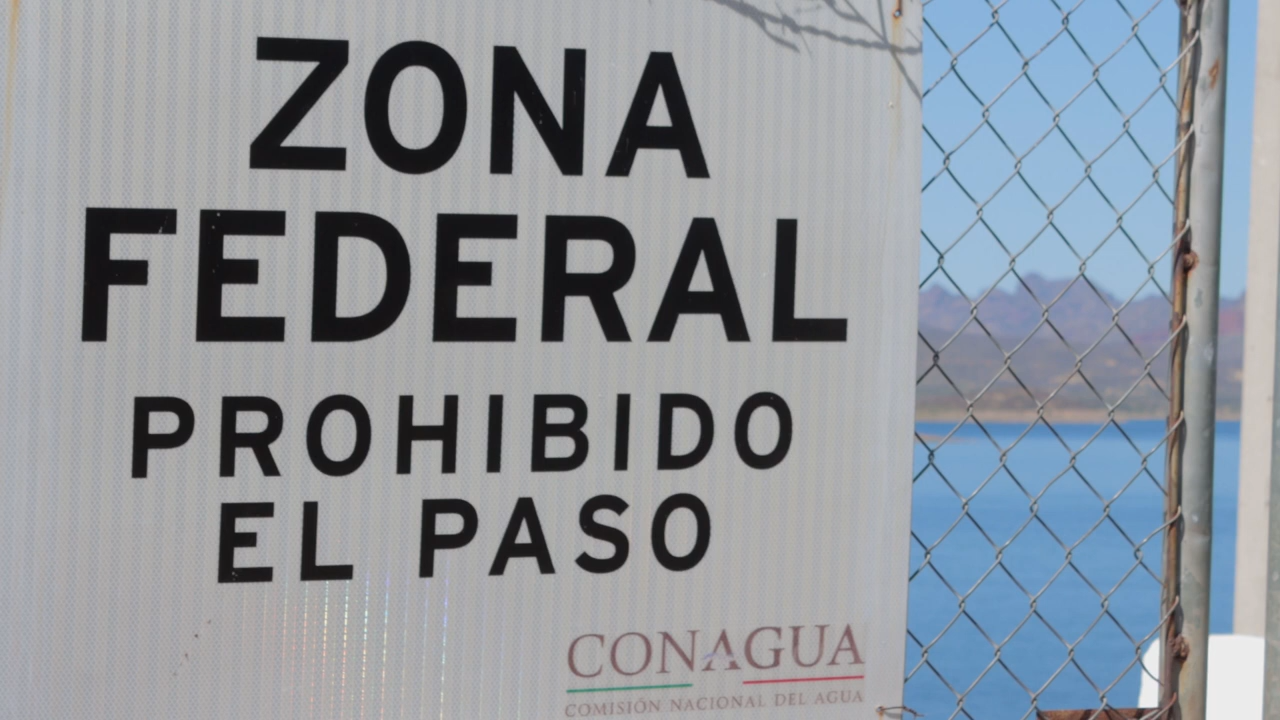 ZONA
FEDERAL
PROHIBIDO
EL PASO
CONAGUA
COMISIÓN NACIONAL DEL AGUA